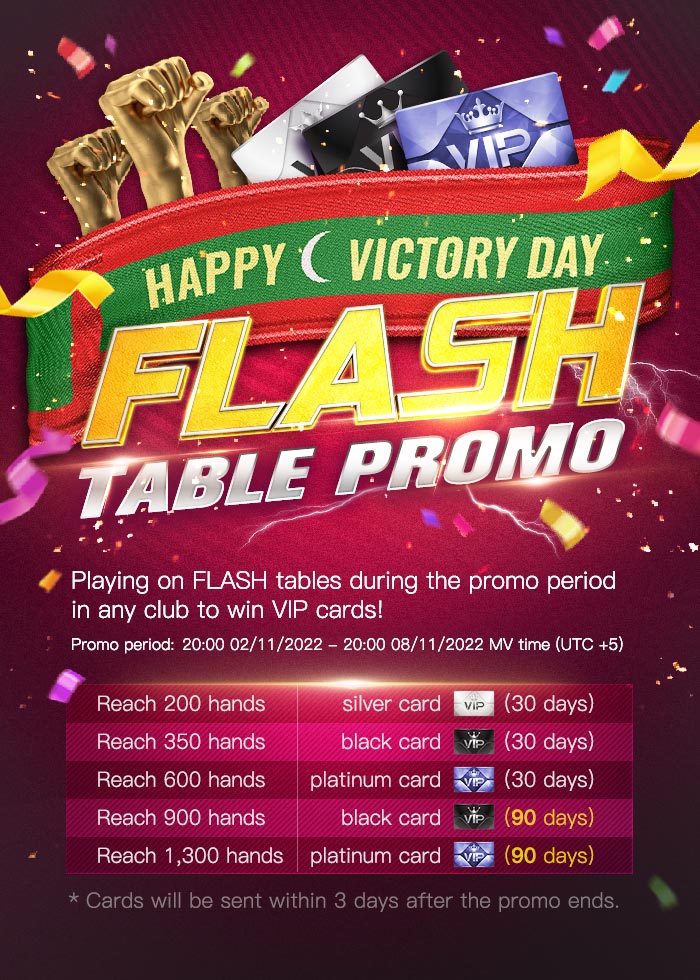 VIP
HAPPY VICTORY DAY
FLASH
TABLE PROMO
Playing on FLASH tables during the promo period
in any club to win VIP cards!
Promo period: 20:00 02/11/2022 – 20:00 08/11/2022 MV time (UTC +5)
Reach 200 hands silver card VIP (30 days)
Reach 350 hands black card VIP (30 days)
Reach 600 hands platinum card VIP (30 days)
Reach 900 hands black card VIP (90 days)
Reach 1,300 hands platinum card VIP (90 days)
* Cards will be sent within 3 days after the promo ends.